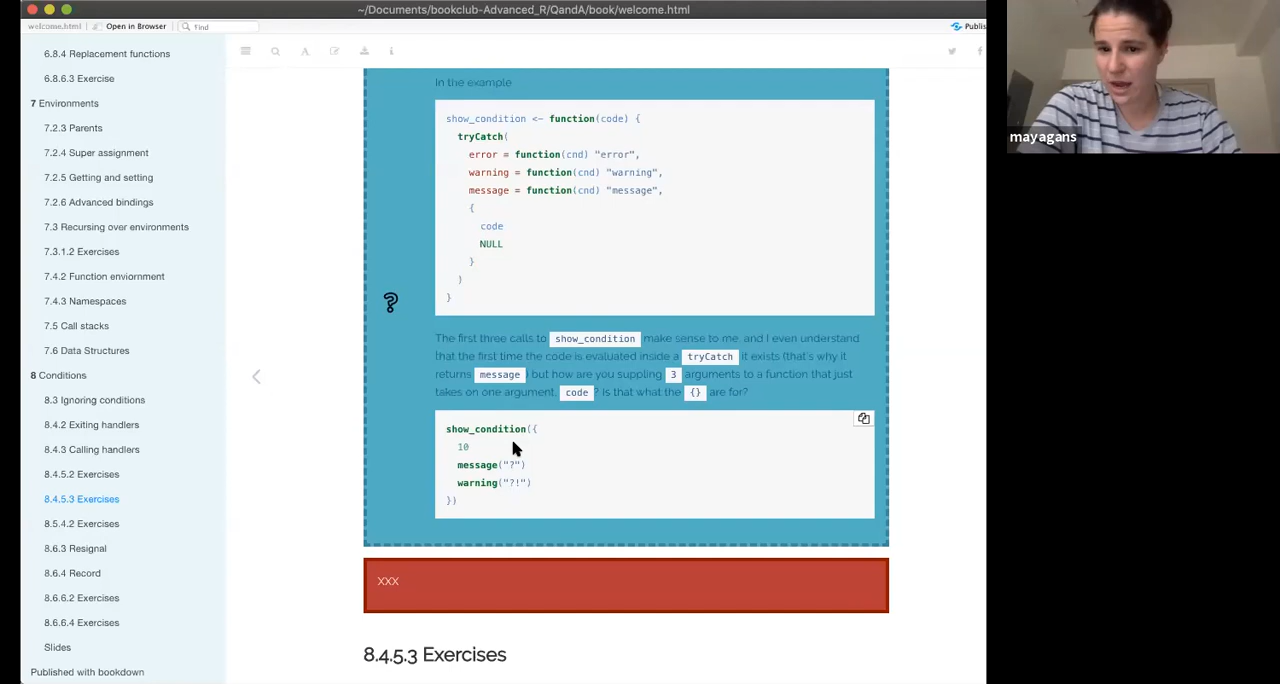 ~/Documents/bookclub-Advanced_R/QandA/book/welcome.html
welcome.html
Open in Browser
Find
Publis
6.8.4 Replacement functions
6.8.6.3 Exercise
7 Environments
7.2.3 Parents
7.2.4 Super assignment
7.2.5 Getting and setting
7.2.6 Advanced bindings
7.3 Recursing over environments
7.3.1.2 Exercises
7.4.2 Function enviornment
7.4.3 Namespaces
7.5 Call stacks
7.6 Data Structures
8 Conditions
8.3 Ignoring conditions
8.4.2 Exiting handlers
8.4.3 Calling handlers
8.4.5.2 Exercises
8.4.5.3 Exercises
8.5.4.2 Exercises
8.6.3 Resignal
8.6.4 Record
8.6.6.2 Exercises
8.6.6.4 Exercises
Slides
Published with bookdown
In the example
show_condition <- function(code) {
tryCatch(
error = function(cnd) "error",
warning = function(cnd) "warning",
message = function(cnd) "message",
{
code
NULL
}
)
}
?
The first three calls to show_condition make sense to me, and I even understand
that the first time the code is evaluated inside a tryCatch it exists (that's why it
returns message ) but how are you suppling 3 arguments to a function that just
takes on one argument, code ? Is that what the {} are for?
show_condition({
10
message("?")
warning("?!")
})
XXX
8.4.5.3 Exercises
mayagans